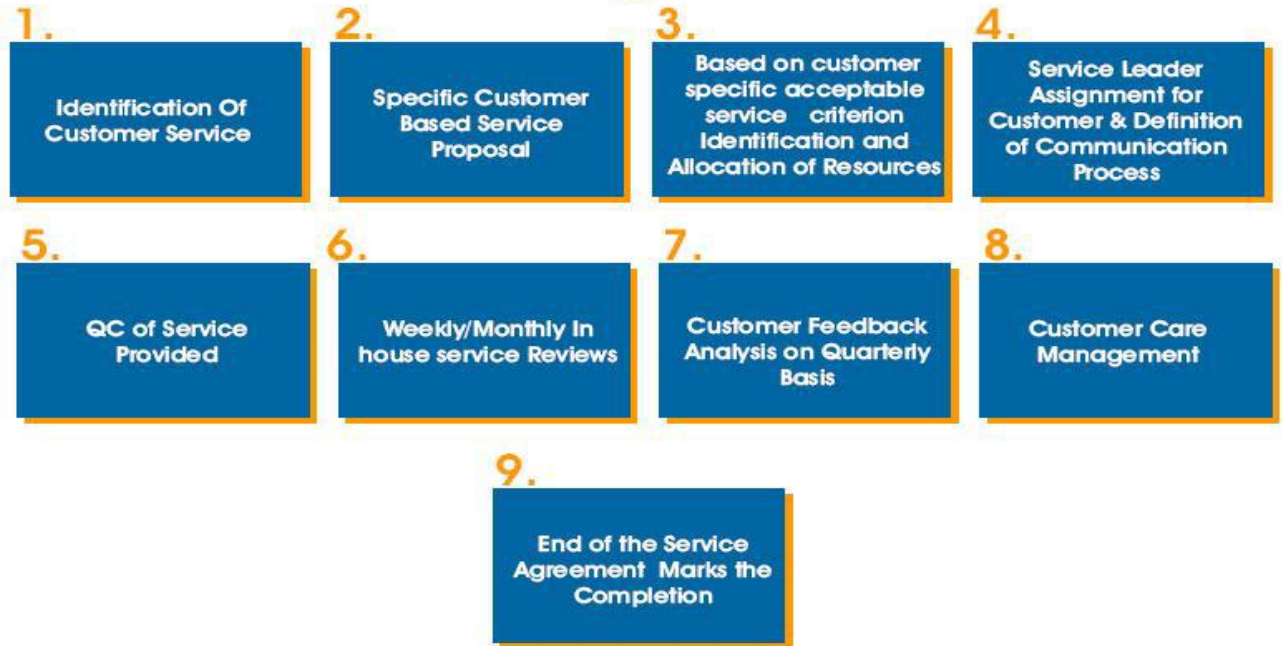 1.
Identification Of
Customer Service
2.
Specific Customer
Based Service
Proposal
3.
Based on customer
specific acceptable
service criterion
Identification and
Allocation of Resources
4.
Service Leader
Assignment for
Customer & Definition
of Communication
Process
5.
QC of Service
Provided
6.
Weekly/Monthly In
house service Reviews
7.
Customer Feedback
Analysis on Quarterly
Basis
8.
Customer Care
Management
9.
End of the Service
Agreement Marks the
Completion